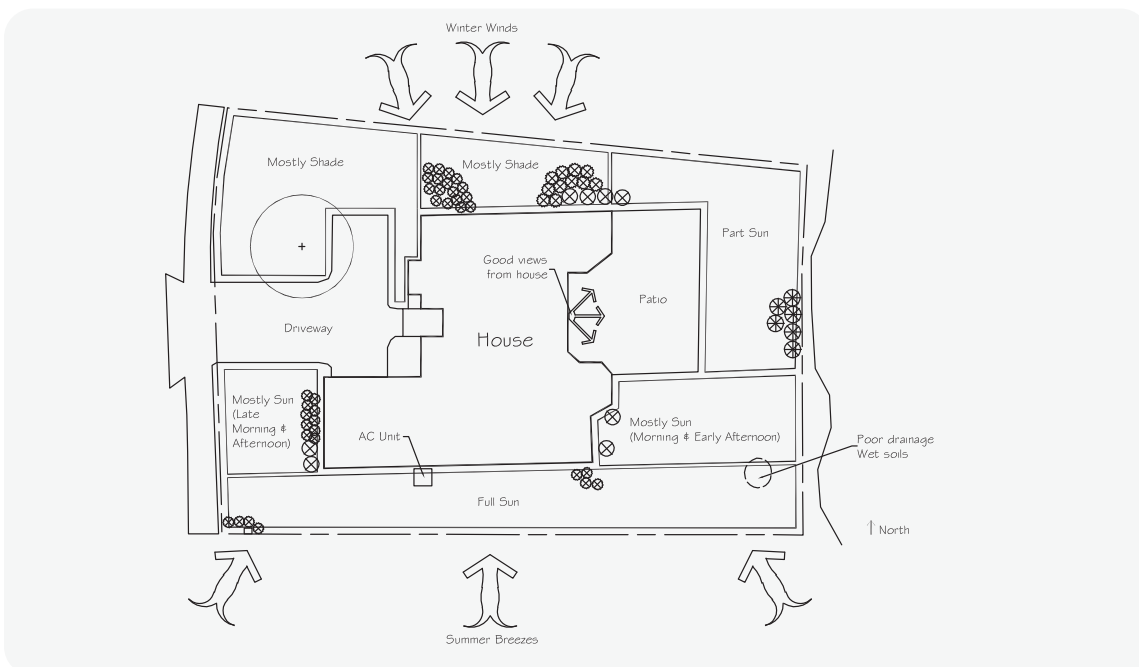 Winter Winds
Mostly Shade
Mostly Shade
Part Sun
Good views
from house
Patio
Driveway
House
Mostly Sun
(Late
Morning &
Afternoon)
AC Unit
Mostly Sun
(Morning & Early Afternoon)
Poor drainage
Wet soils
Full Sun
North
Summer Breezes